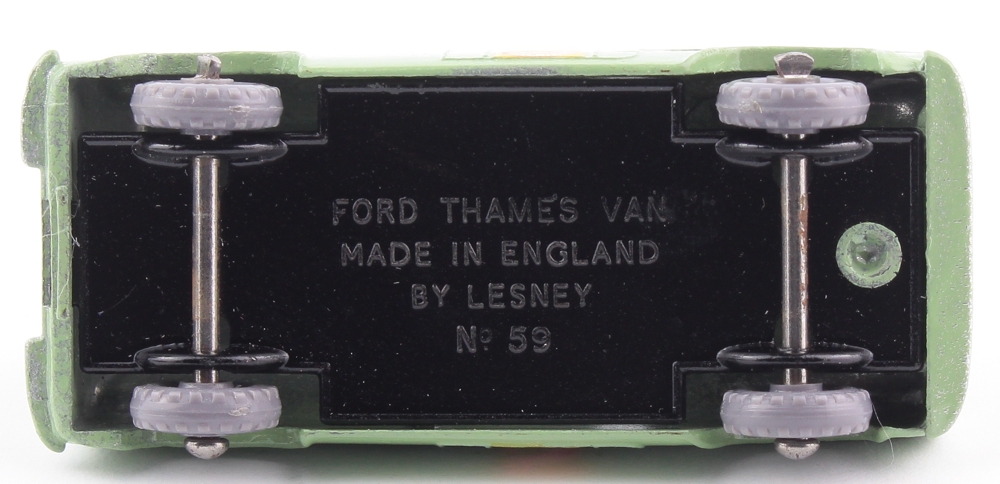 FORD THAMES VAN
MADE IN ENGLAND
BY LESNEY
Nº 59